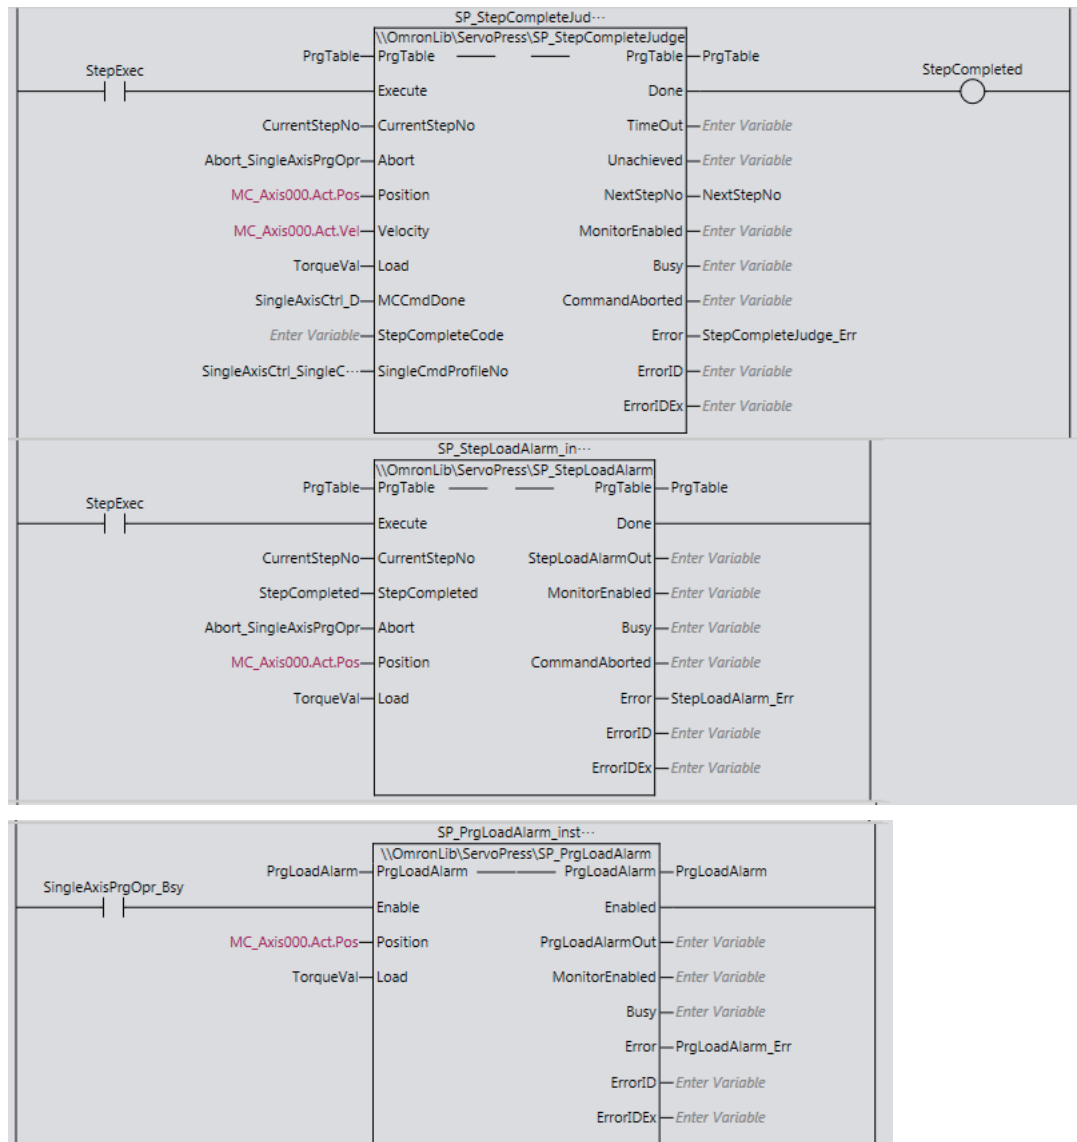 SP_StepCompleteJud···
\\OmronLib\ServoPress\SP_StepCompleteJudge
PrgTable PrgTable PrgTable PrgTable
StepExec StepCompleted
Execute Done
CurrentStepNo CurrentStepNo TimeOut Enter Variable
Abort_SingleAxisPrgOpr Abort Unachieved Enter Variable
MC_Axis000.Act.Pos Position NextStepNo NextStepNo
MC_Axis000.Act.Vel Velocity MonitorEnabled Enter Variable
TorqueVal Load Busy Enter Variable
SingleAxisCtrl_D MCCmdDone CommandAborted Enter Variable
Enter Variable StepCompleteCode Error StepCompleteJudge_Err
SingleAxisCtrl_SingleC··· SingleCmdProfileNo ErrorID Enter Variable
ErrorIDEx Enter Variable
SP_StepLoadAlarm_in···
\\OmronLib\ServoPress\SP_StepLoadAlarm
PrgTable PrgTable PrgTable PrgTable
StepExec
Execute Done
CurrentStepNo CurrentStepNo StepLoadAlarmOut Enter Variable
StepCompleted StepCompleted MonitorEnabled Enter Variable
Abort_SingleAxisPrgOpr Abort Busy Enter Variable
MC_Axis000.Act.Pos Position CommandAborted Enter Variable
TorqueVal Load Error StepLoadAlarm_Err
ErrorID Enter Variable
ErrorIDEx Enter Variable
SP_PrgLoadAlarm_inst···
\\OmronLib\ServoPress\SP_PrgLoadAlarm
PrgLoadAlarm PrgLoadAlarm PrgLoadAlarm PrgLoadAlarm
SingleAxisPrgOpr_Bsy
Enable Enabled
MC_Axis000.Act.Pos Position PrgLoadAlarmOut Enter Variable
TorqueVal Load MonitorEnabled Enter Variable
Busy Enter Variable
Error PrgLoadAlarm_Err
ErrorID Enter Variable
ErrorIDEx Enter Variable